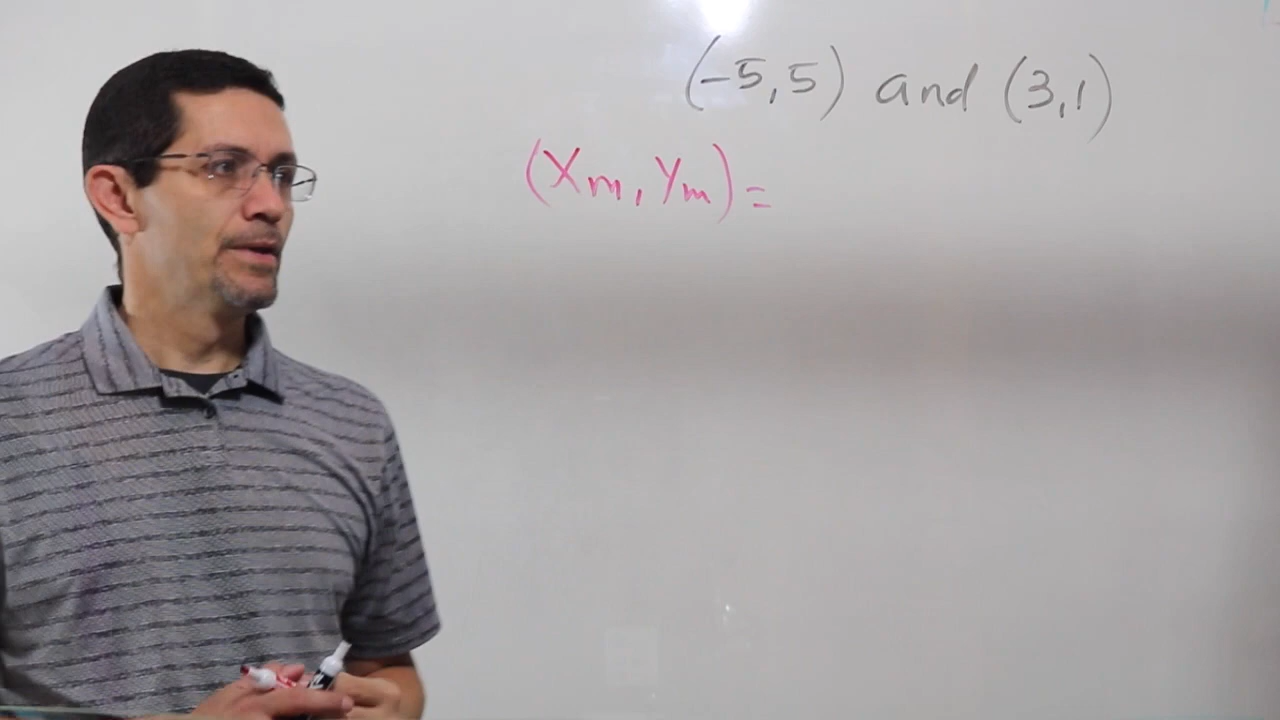 (-5,5) and (3,1)
(Xm, Ym) =